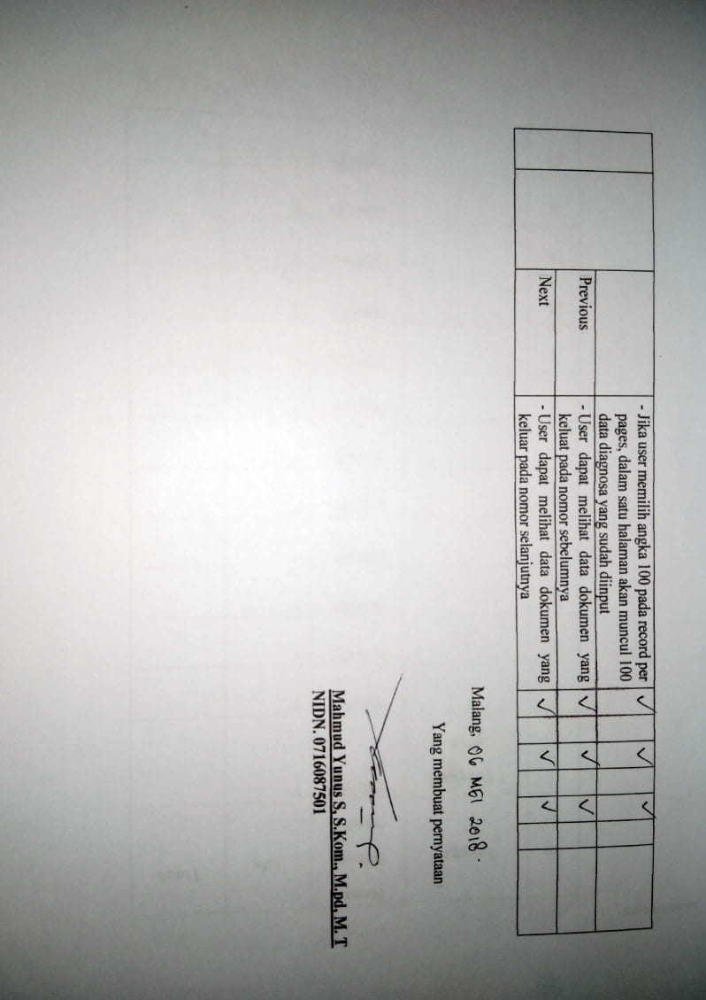 - Jika user memilih angka 100 pada record per
pages, dalam satu halaman akan muncul 100
data diagnosa yang sudah diinput
✓ ✓ ✓
Previous
- User dapat melihat data dokumen yang
keluat pada nomor sebelumnya
✓ ✓ ✓
Next
- User dapat melihat data dokumen yang
keluar pada nomor selanjutnya
✓ ✓ ✓
Malang, 06 MEI 2018.
Yang membuat pernyataan
Mahmud Yunus S, S.Kom., M.pd, M. T
NIDN. 0716087501